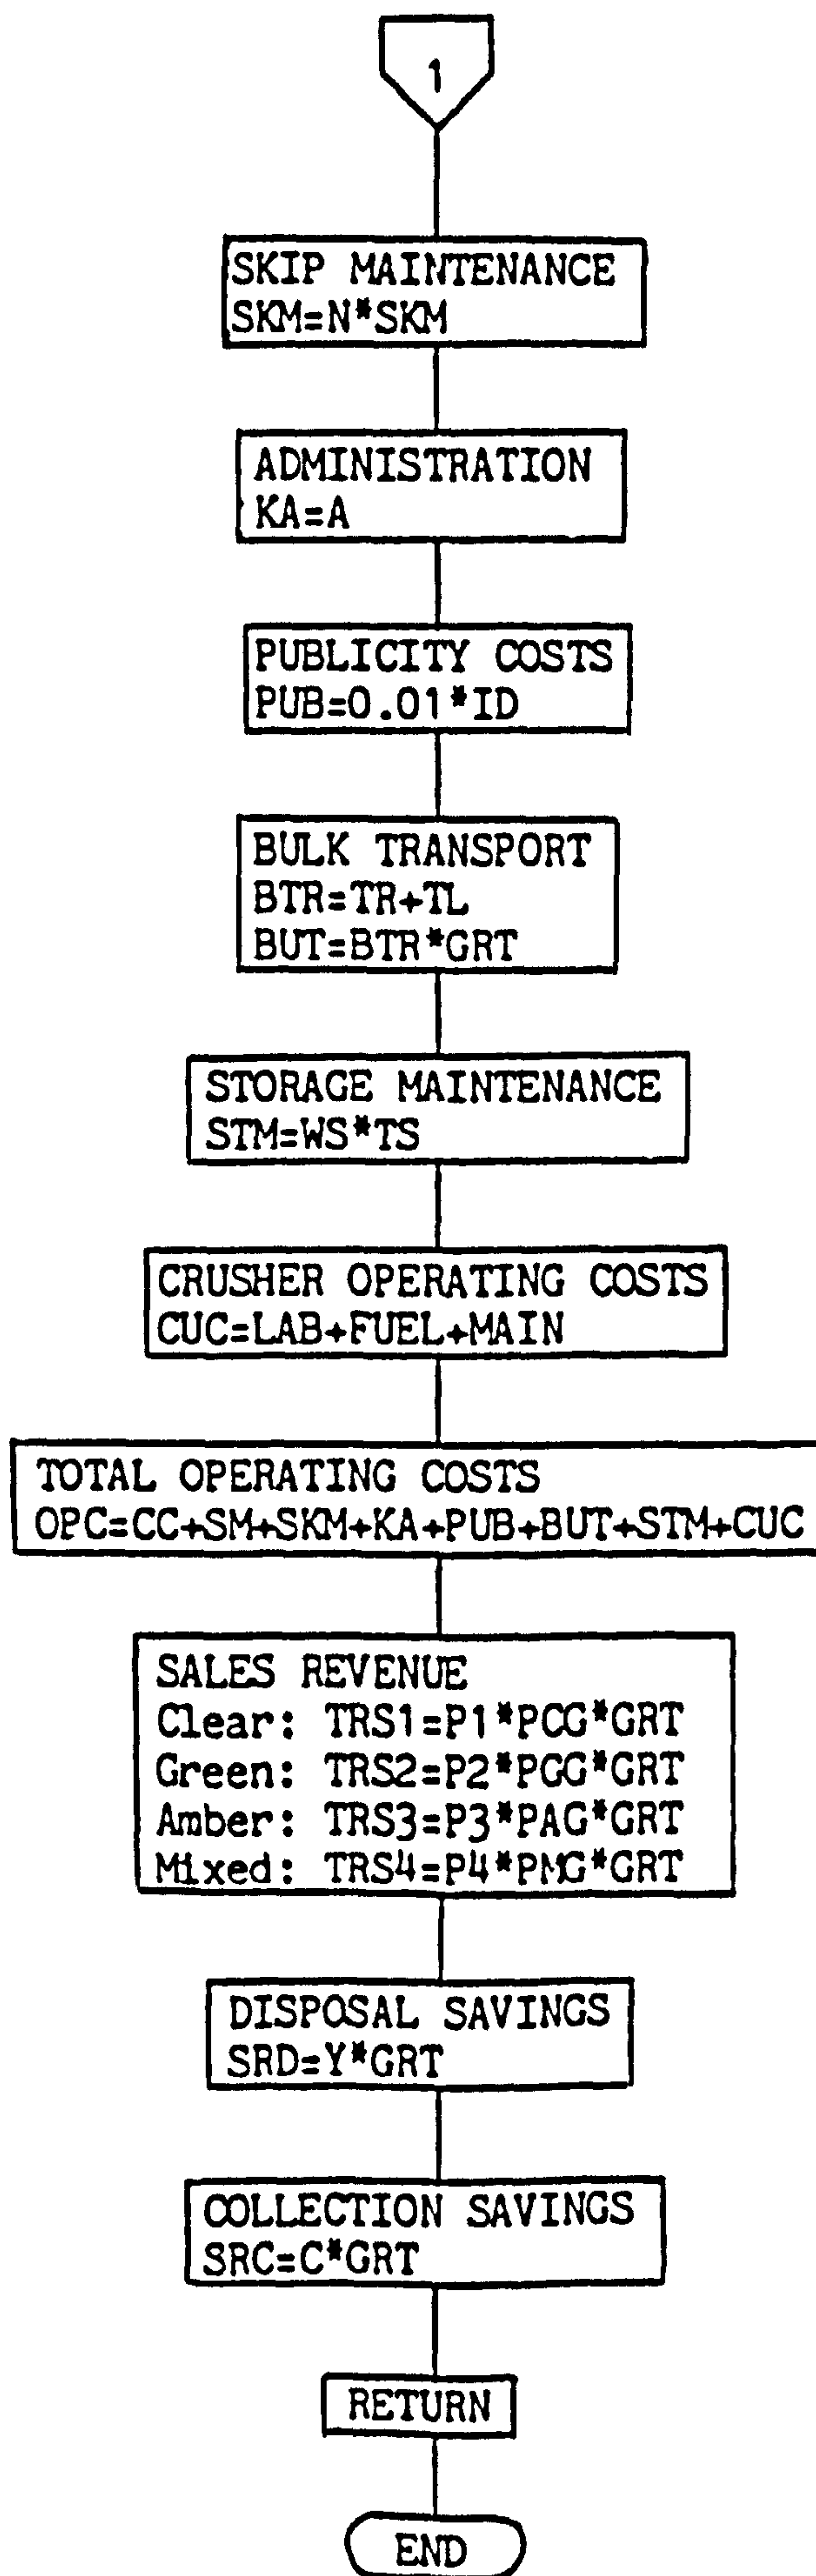 1
SKIP MAINTENANCE
SKM=N*SKM
ADMINISTRATION
KA=A
PUBLICITY COSTS
PUB=0.01*ID
BULK TRANSPORT
BTR=TR+TL
BUT=BTR*GRT
STORAGE MAINTENANCE
STM=WS*TS
CRUSHER OPERATING COSTS
CUC=LAB+FUEL+MAIN
TOTAL OPERATING COSTS
OPC=CC+SM+SKM+KA+PUB+BUT+STM+CUC
SALES REVENUE
Clear: TRS1=P1*PCG*GRT
Green: TRS2=P2*PGG*GRT
Amber: TRS3=P3*PAG*GRT
Mixed: TRS4=P4*PMG*GRT
DISPOSAL SAVINGS
SRD=Y*GRT
COLLECTION SAVINGS
SRC=C*GRT
RETURN
END